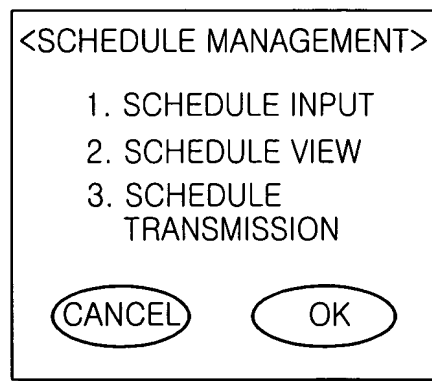 <SCHEDULE MANAGEMENT>
1. SCHEDULE INPUT
2. SCHEDULE VIEW
3. SCHEDULE
TRANSMISSION
CANCEL OK